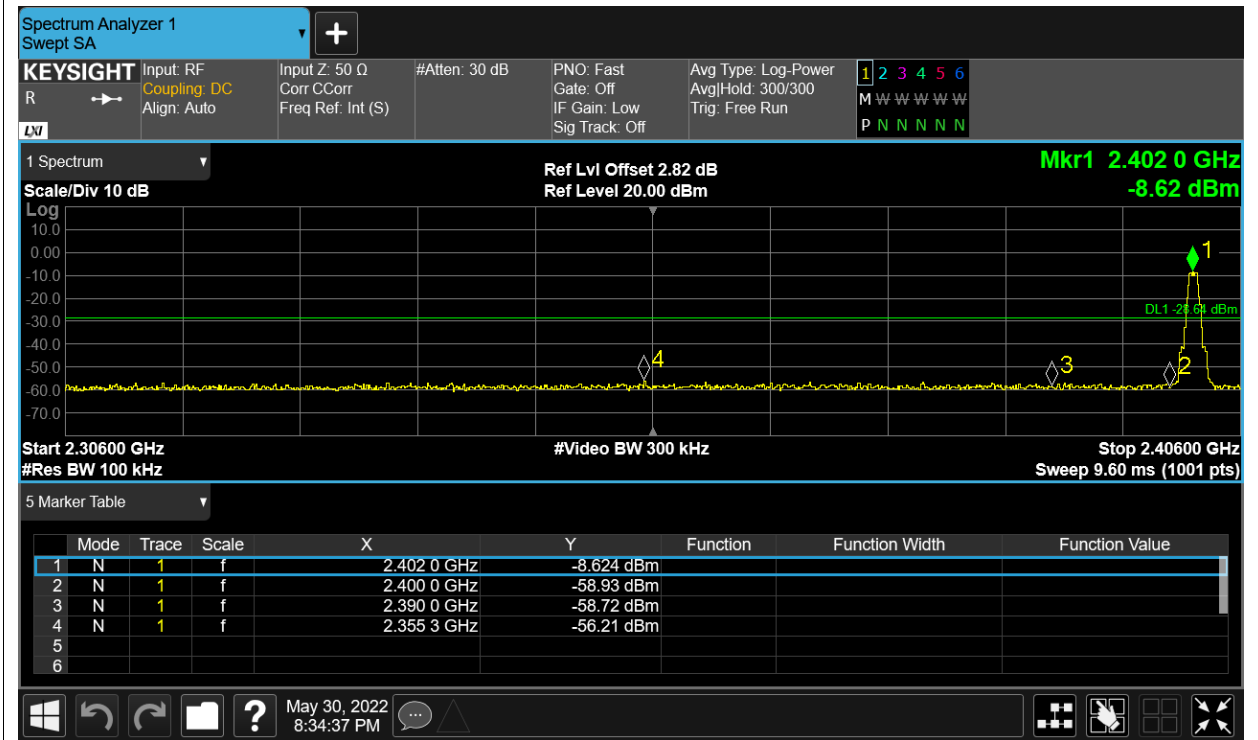 Spectrum Analyzer 1
Swept SA
+
KEYSIGHT Input: RF Input Z: 50 Ω #Atten: 30 dB PNO: Fast Avg Type: Log-Power 1 2 3 4 5 6
R Coupling: DC Corr CCorr Gate: Off Avg|Hold: 300/300 M W W W W W
Align: Auto Freq Ref: Int (S) IF Gain: Low Trig: Free Run P N N N N N
LXI Sig Track: Off
1 Spectrum
Ref Lvl Offset 2.82 dB Mkr1 2.402 0 GHz
Scale/Div 10 dB Ref Level 20.00 dBm -8.62 dBm
Log
10.0
0.00 1
-10.0
-20.0
DL1 -28.64 dBm
-30.0
-40.0
4
-50.0 3 2
-60.0
-70.0
Start 2.30600 GHz #Video BW 300 kHz Stop 2.40600 GHz
#Res BW 100 kHz Sweep 9.60 ms (1001 pts)
5 Marker Table
Mode Trace Scale X Y Function Function Width Function Value
1 N 1 f 2.402 0 GHz -8.624 dBm
2 N 1 f 2.400 0 GHz -58.93 dBm
3 N 1 f 2.390 0 GHz -58.72 dBm
4 N 1 f 2.355 3 GHz -56.21 dBm
5
6
? May 30, 2022
8:34:37 PM